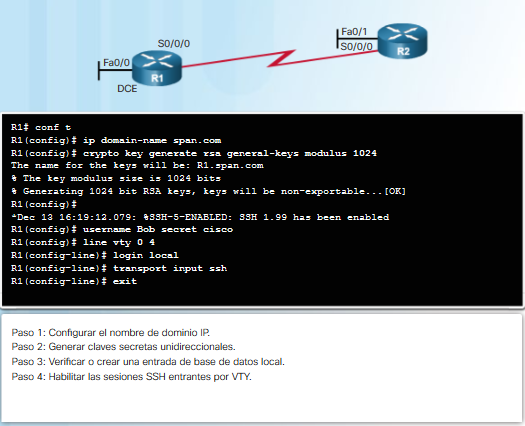 S0/0/0
Fa0/1
S0/0/0
R2
Fa0/0
R1
DCE
R1# conf t
R1(config)# ip domain-name span.com
R1(config)# crypto key generate rsa general-keys modulus 1024
The name for the keys will be: R1.span.com
% The key modulus size is 1024 bits
% Generating 1024 bit RSA keys, keys will be non-exportable...[OK]
R1(config)#
*Dec 13 16:19:12.079: %SSH-5-ENABLED: SSH 1.99 has been enabled
R1(config)# username Bob secret cisco
R1(config)# line vty 0 4
R1(config-line)# login local
R1(config-line)# transport input ssh
R1(config-line)# exit
Paso 1: Configurar el nombre de dominio IP.
Paso 2: Generar claves secretas unidireccionales.
Paso 3: Verificar o crear una entrada de base de datos local.
Paso 4: Habilitar las sesiones SSH entrantes por VTY.